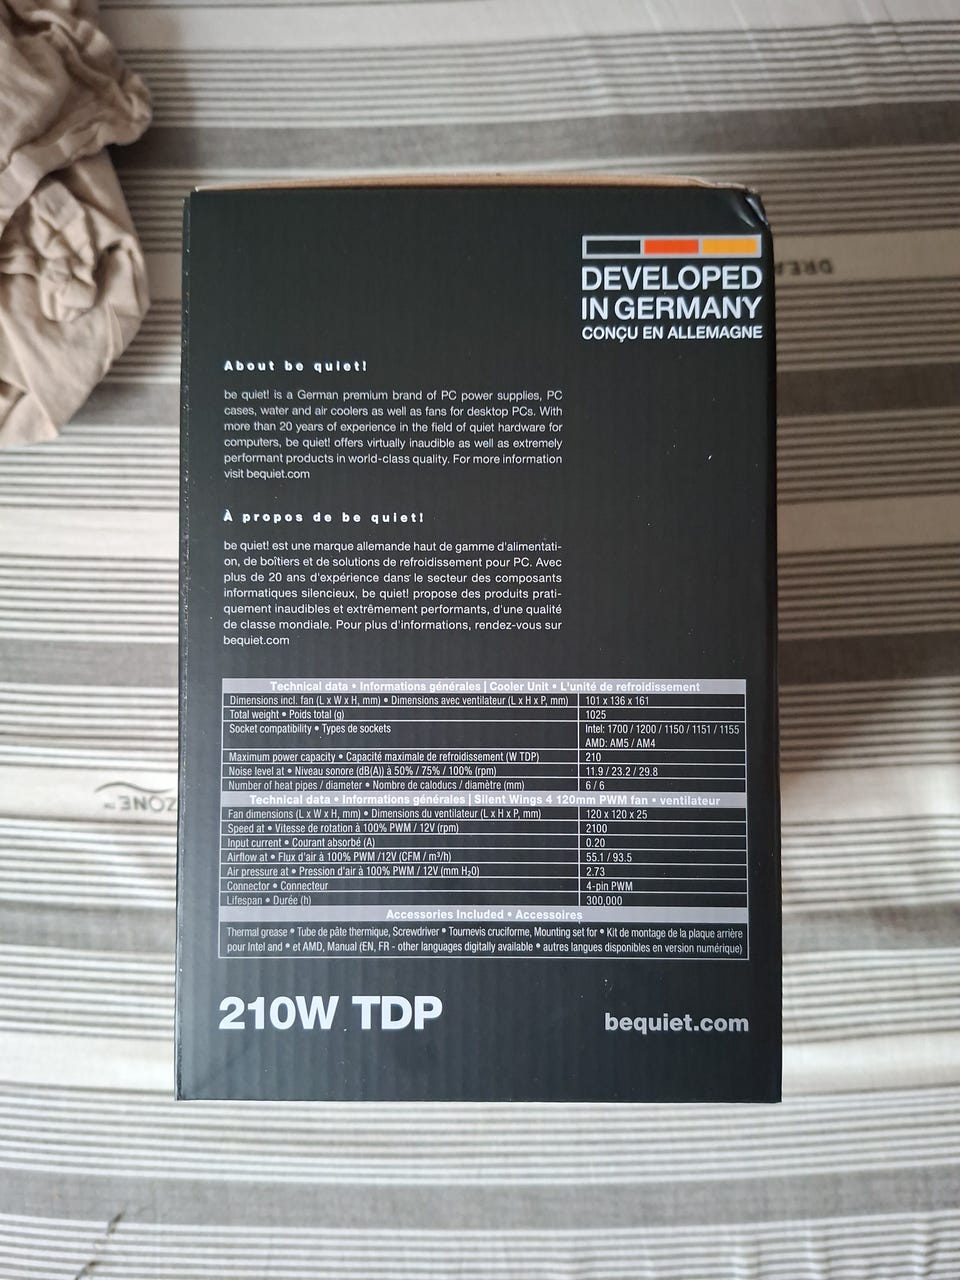 DEVELOPED
IN GERMANY
CONÇU EN ALLEMAGNE
About be quiet!
be quiet! is a German premium brand of PC power supplies, PC
cases, water and air coolers as well as fans for desktop PCs. With
more than 20 years of experience in the field of quiet hardware for
computers, be quiet! offers virtually inaudible as well as extremely
performant products in world-class quality. For more information
visit bequiet.com
À propos de be quiet!
be quiet! est une marque allemande haut de gamme d'alimentati-
on, de boîtiers et de solutions de refroidissement pour PC. Avec
plus de 20 ans d'expérience dans le secteur des composants
informatiques silencieux, be quiet! propose des produits prati-
quement inaudibles et extrêmement performants, d'une qualité
de classe mondiale. Pour plus d'informations, rendez-vous sur
bequiet.com
Technical data • Informations générales | Cooler Unit • L'unité de refroidissement
Dimensions incl. fan (L x W x H, mm) • Dimensions avec ventilateur (L x H x P, mm) 101 x 136 x 161
Total weight • Poids total (g) 1025
Socket compatibility • Types de sockets Intel: 1700 / 1200 / 1150 / 1151 / 1155
AMD: AM5 / AM4
Maximum power capacity • Capacité maximale de refroidissement (W TDP) 210
Noise level at • Niveau sonore (dB(A)) à 50% / 75% / 100% (rpm) 11.9 / 23.2 / 29.8
Number of heat pipes / diameter • Nombre de caloducs / diamètre (mm) 6 / 6
Technical data • Informations générales | Silent Wings 4 120mm PWM fan • ventilateur
Fan dimensions (L x W x H, mm) • Dimensions du ventilateur (L x H x P, mm) 120 x 120 x 25
Speed at • Vitesse de rotation à 100% PWM / 12V (rpm) 2100
Input current • Courant absorbé (A) 0.20
Airflow at • Flux d'air à 100% PWM /12V (CFM / m³/h) 55.1 / 93.5
Air pressure at • Pression d'air à 100% PWM / 12V (mm H₂0) 2.73
Connector • Connecteur 4-pin PWM
Lifespan • Durée (h) 300,000
Accessories Included • Accessoires
Thermal grease • Tube de pâte thermique, Screwdriver • Tournevis cruciforme, Mounting set for • Kit de montage de la plaque arrière
pour Intel and • et AMD, Manual (EN, FR - other languages digitally available • autres langues disponibles en version numérique)
210W TDP
bequiet.com
ZONE™